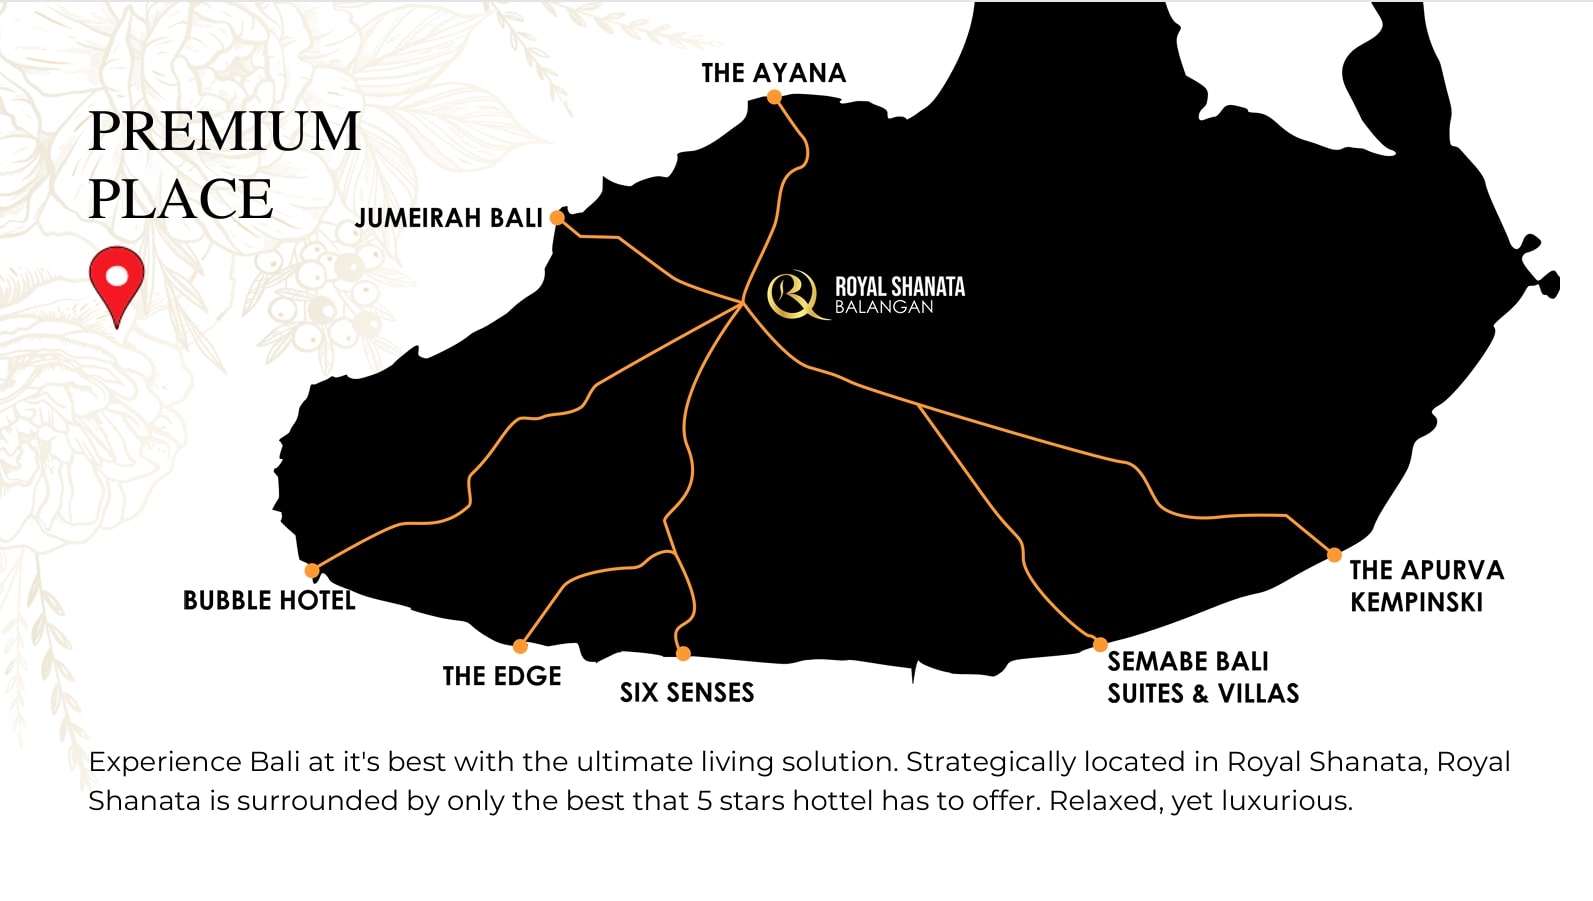 PREMIUM
PLACE
THE AYANA
JUMEIRAH BALI
ROYAL SHANATA
BALANGAN
BUBBLE HOTEL
THE EDGE
SIX SENSES
SEMABE BALI
SUITES & VILLAS
THE APURVA
KEMPINSKI
Experience Bali at it's best with the ultimate living solution. Strategically located in Royal Shanata, Royal
Shanata is surrounded by only the best that 5 stars hottel has to offer. Relaxed, yet luxurious.